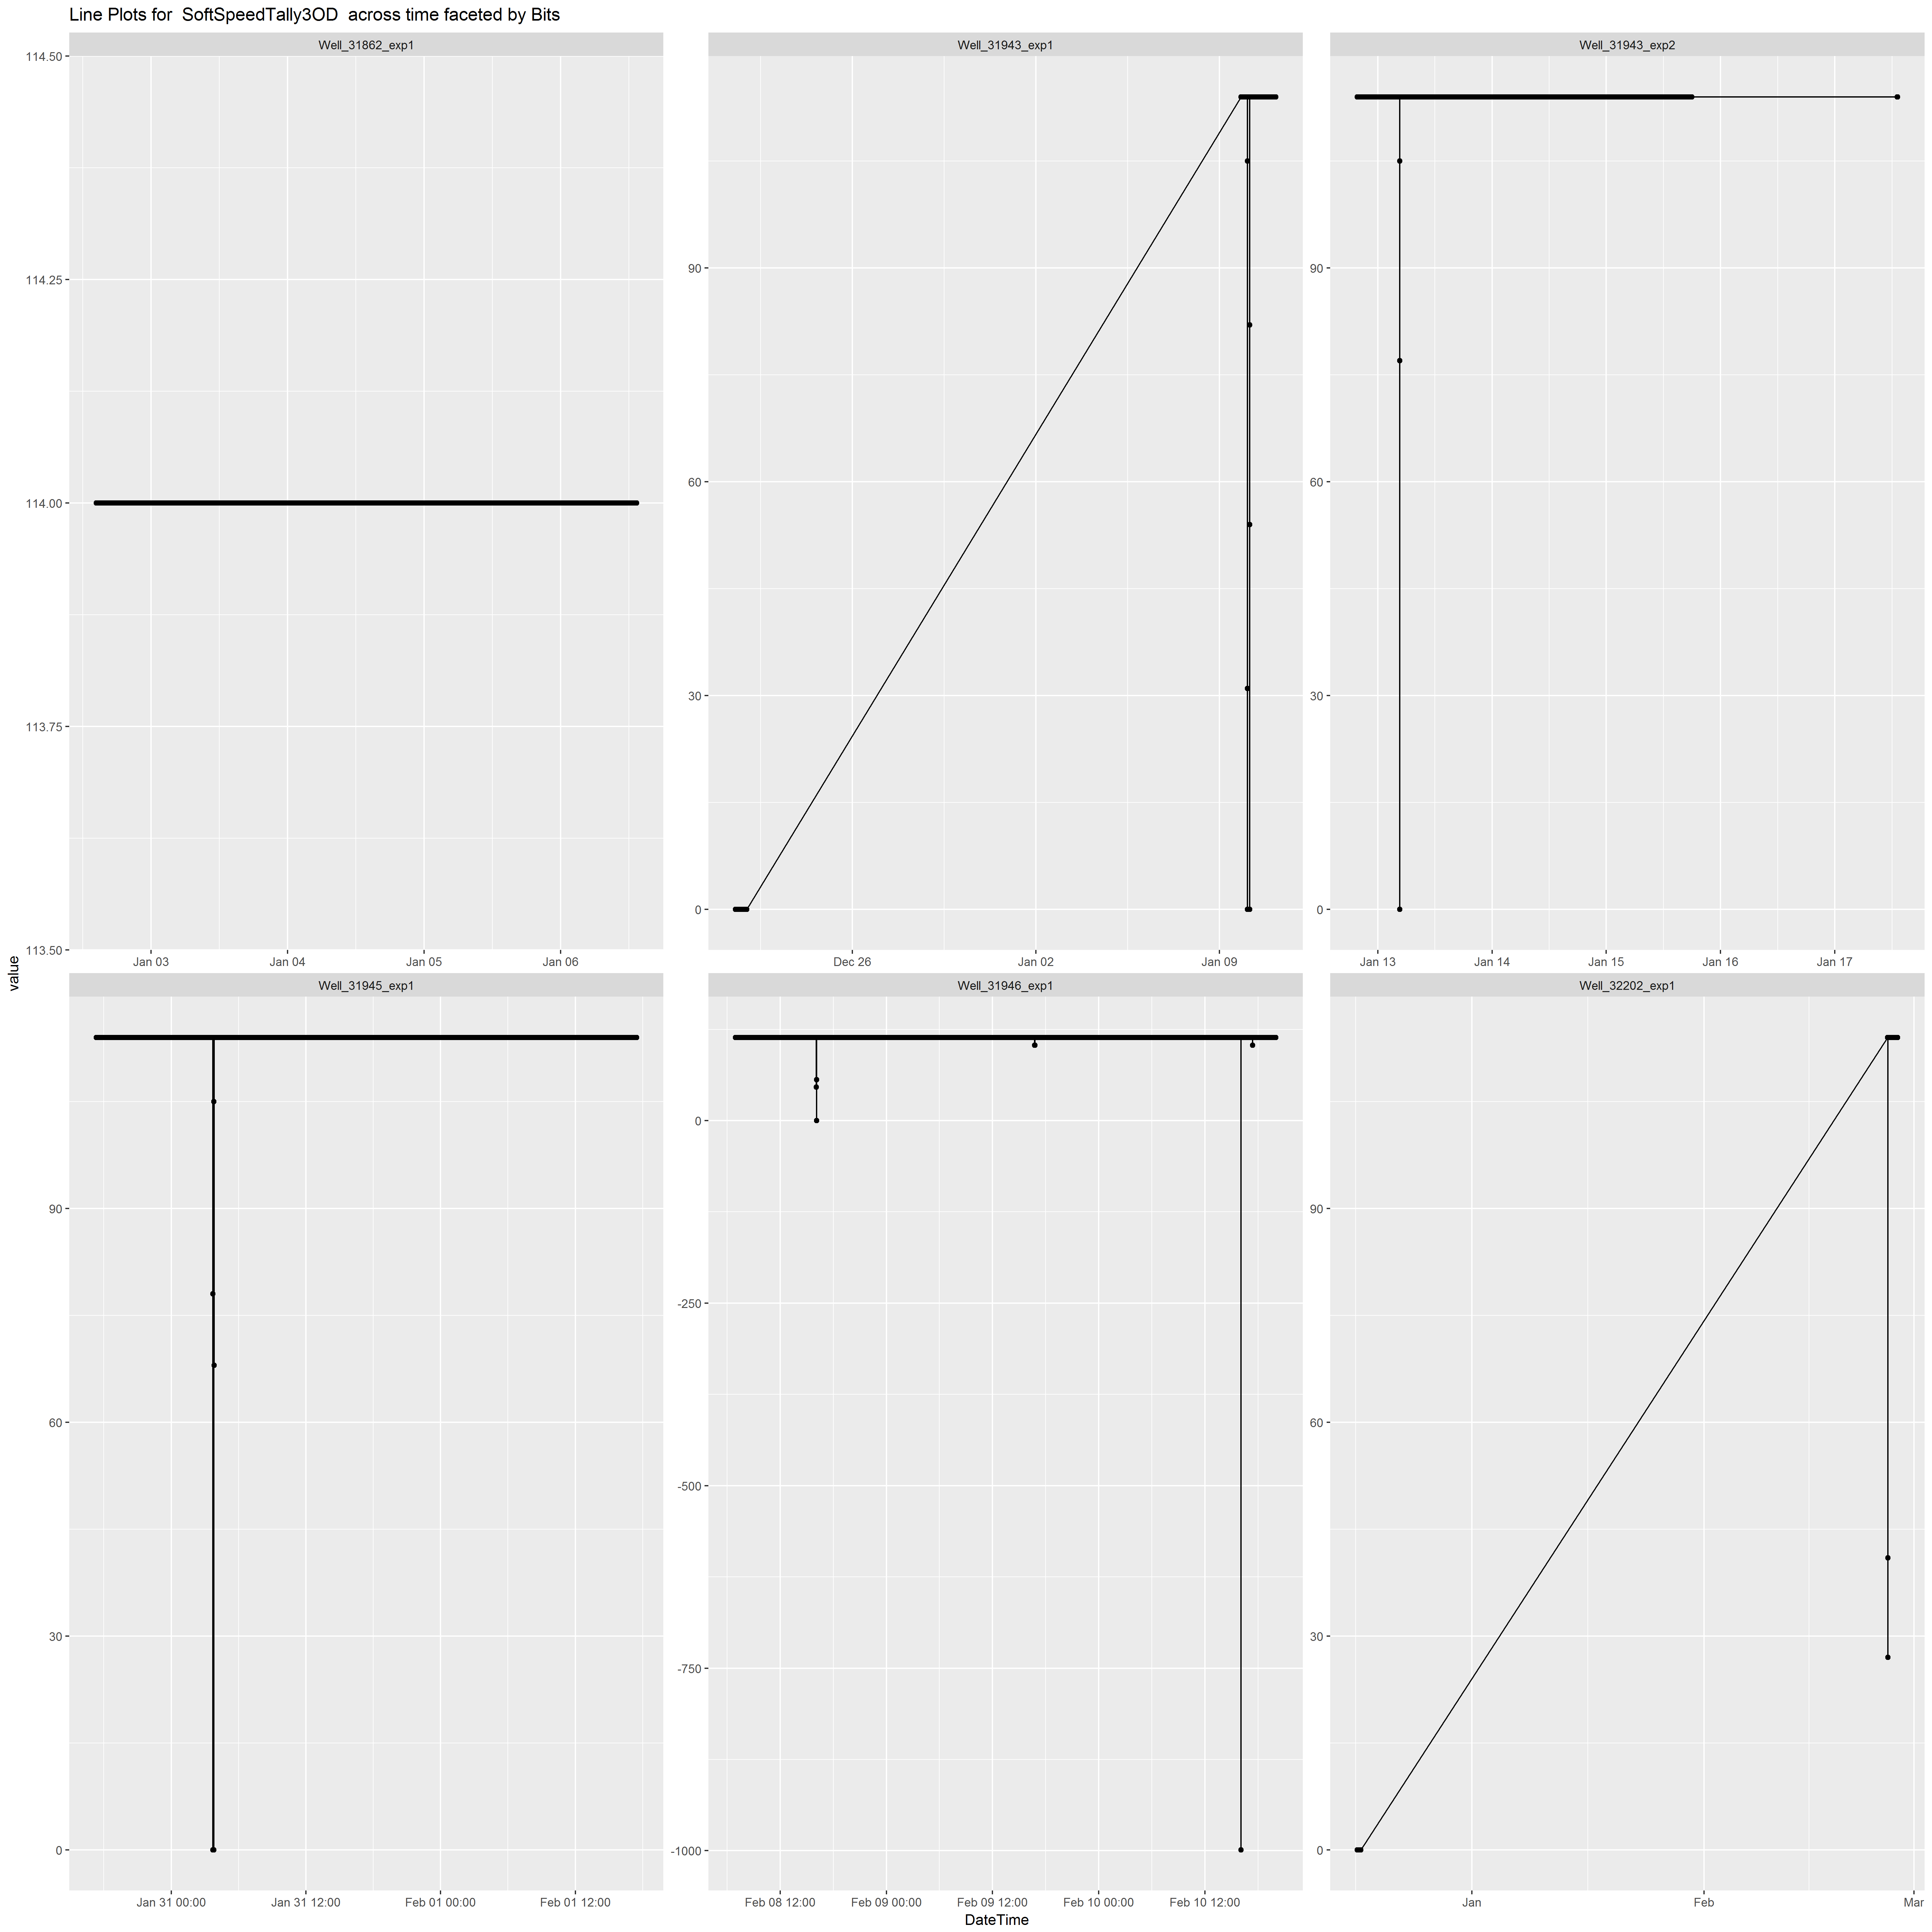 Line Plots for  SoftSpeedTally3OD  across time faceted by Bits
Well_31862_exp1
Well_31943_exp1
Well_31943_exp2
114.50
114.25
114.00
113.75
113.50
90
60
30
0
90
60
30
0
Jan 03 Jan 04 Jan 05 Jan 06
Dec 26 Jan 02 Jan 09
Jan 13 Jan 14 Jan 15 Jan 16 Jan 17
value
Well_31945_exp1
Well_31946_exp1
Well_32202_exp1
90
60
30
0
0
-250
-500
-750
-1000
90
60
30
0
Jan 31 00:00 Jan 31 12:00 Feb 01 00:00 Feb 01 12:00
Feb 08 12:00 Feb 09 00:00 Feb 09 12:00 Feb 10 00:00 Feb 10 12:00
Jan Feb Mar
DateTime